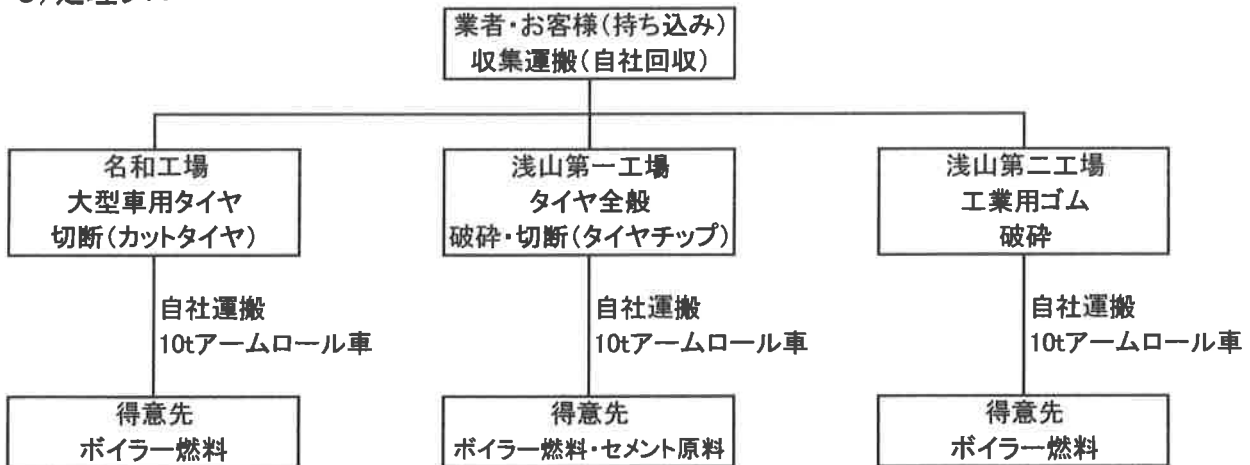 業者・お客様(持ち込み)
収集運搬(自社回収)
名和工場
大型車用タイヤ
切断(カットタイヤ)
浅山第一工場
タイヤ全般
破砕・切断(タイヤチップ)
浅山第二工場
工業用ゴム
破砕
自社運搬
10tアームロール車
自社運搬
10tアームロール車
自社運搬
10tアームロール車
得意先
ボイラー燃料
得意先
ボイラー燃料・セメント原料
得意先
ボイラー燃料